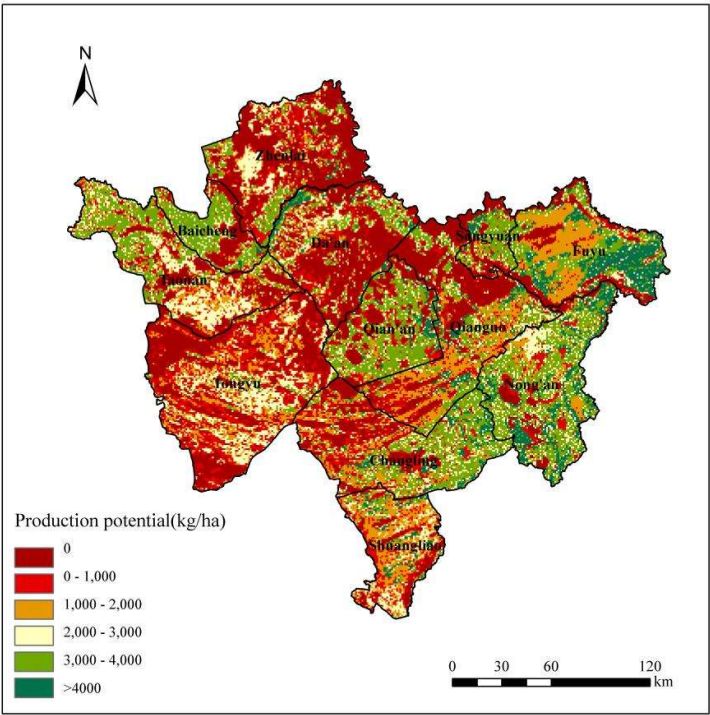 N
Zhenlai
Baicheng
Da'an
Sangyuan
Fuyu
Taonan
Qian'an
Qianguo
Tongyu
Nong'an
Changling
Shuangliao
Production potential(kg/ha)
0
0 - 1,000
1,000 - 2,000
2,000 - 3,000
3,000 - 4,000
>4000
0 30 60 120
km